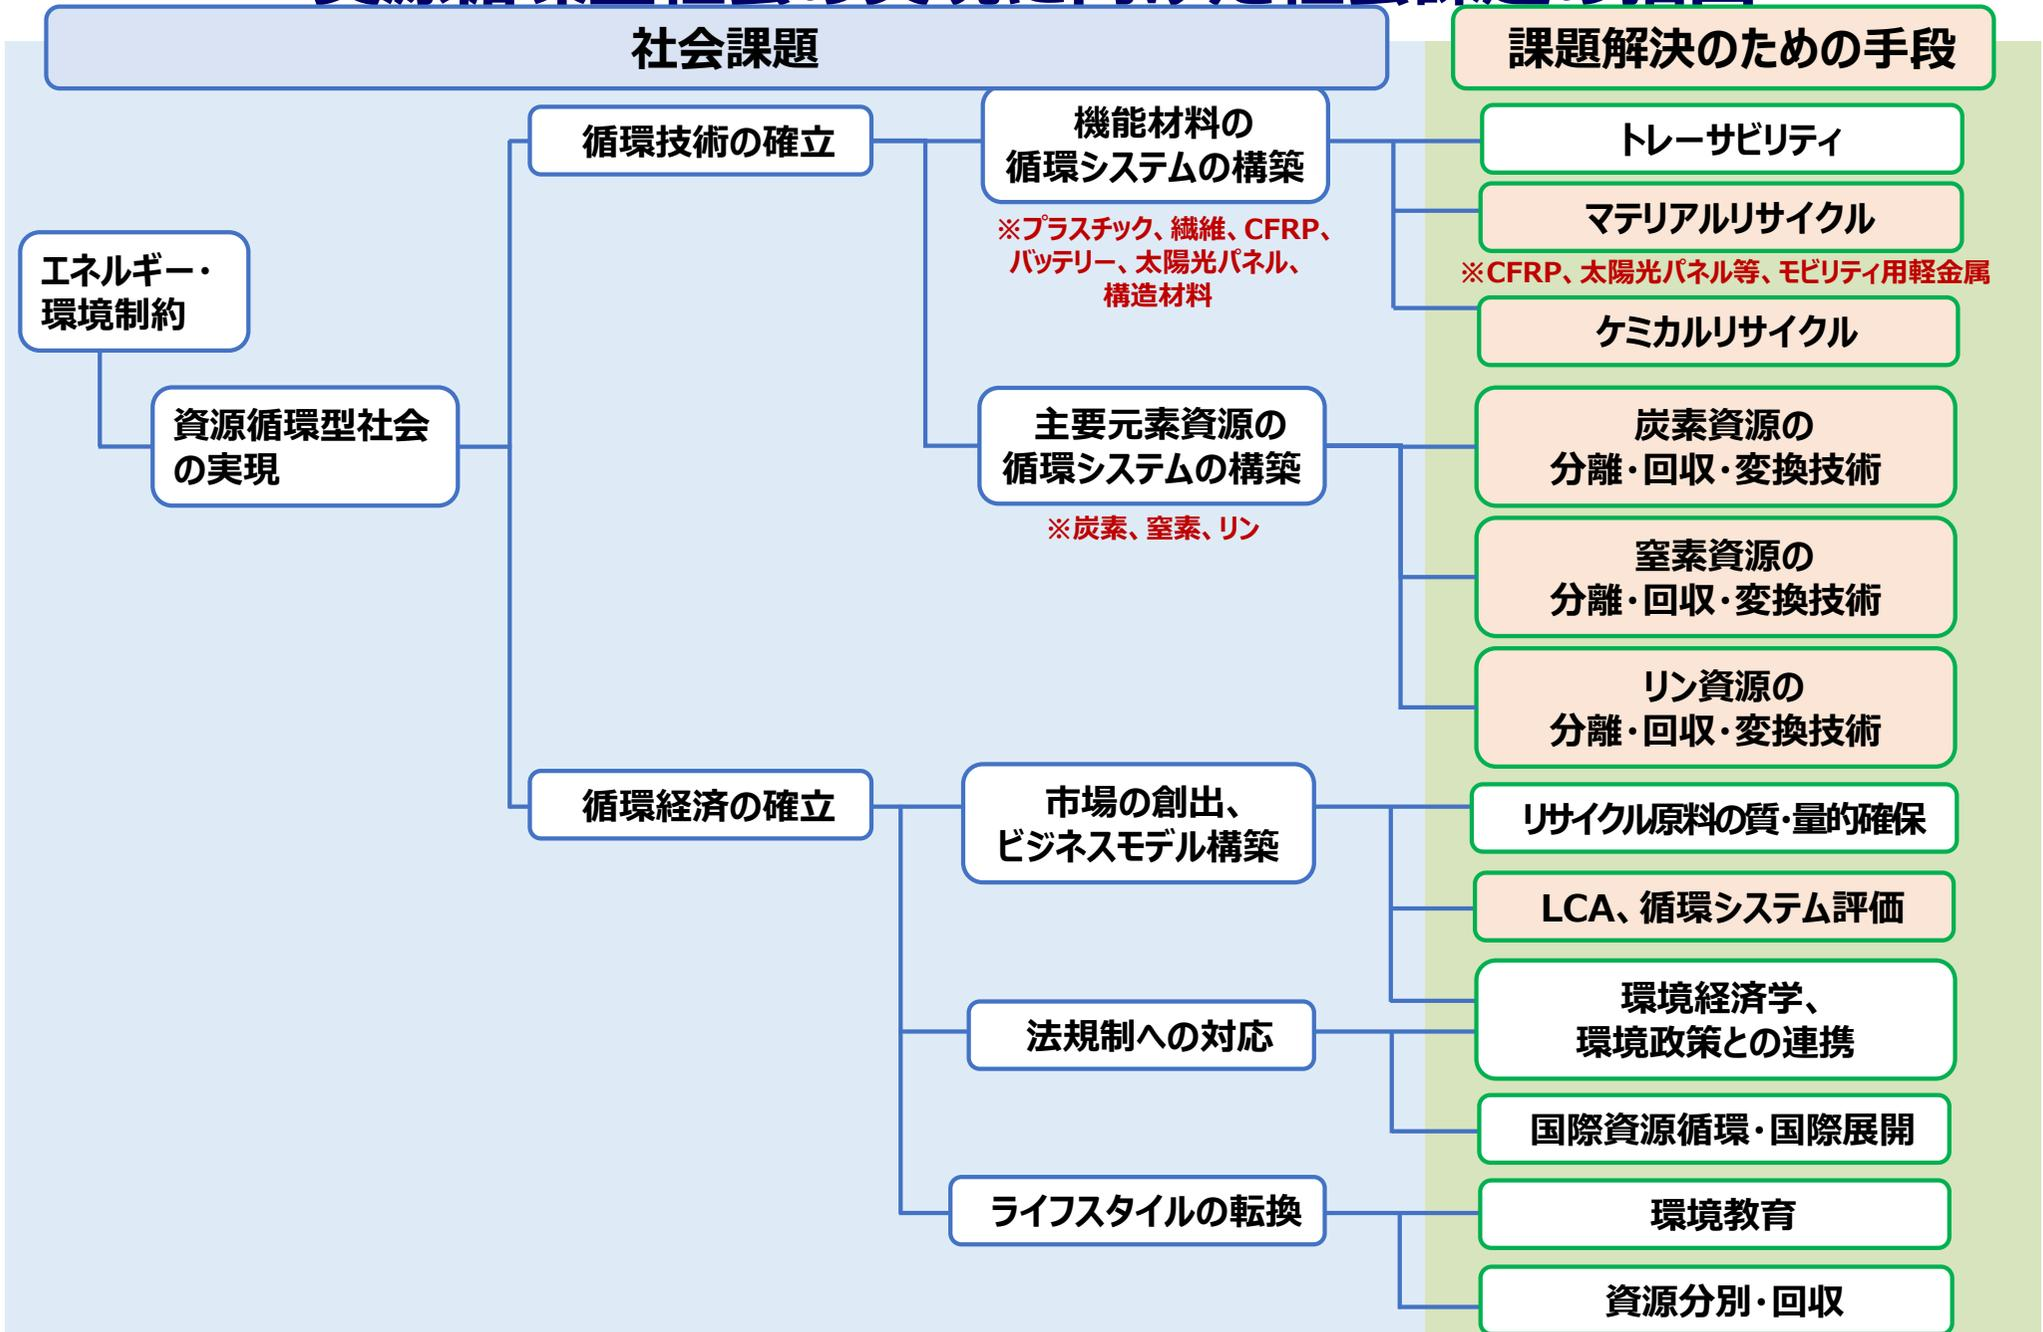 社会課題
課題解決のための手段
エネルギー・
環境制約
資源循環型社会
の実現
循環技術の確立
機能材料の
循環システムの構築
※プラスチック、繊維、CFRP、
バッテリー、太陽光パネル、
構造材料
トレーサビリティ
マテリアルリサイクル
※CFRP、太陽光パネル等、モビリティ用軽金属
ケミカルリサイクル
主要元素資源の
循環システムの構築
※炭素、窒素、リン
炭素資源の
分離・回収・変換技術
窒素資源の
分離・回収・変換技術
リン資源の
分離・回収・変換技術
循環経済の確立
市場の創出、
ビジネスモデル構築
リサイクル原料の質・量的確保
LCA、循環システム評価
環境経済学、
環境政策との連携
法規制への対応
国際資源循環・国際展開
ライフスタイルの転換
環境教育
資源分別・回収